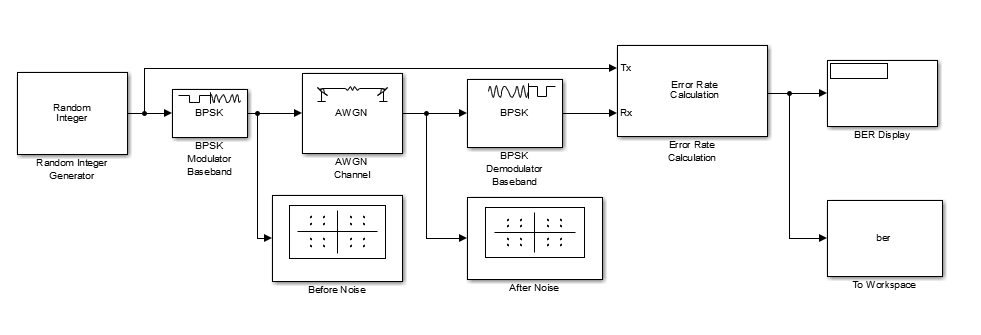 Random
Integer
Random Integer
Generator
BPSK
BPSK
Modulator
Baseband
AWGN
AWGN
Channel
BPSK
BPSK
Demodulator
Baseband
Tx
Rx
Error Rate
Calculation
Error Rate
Calculation
BER Display
Before Noise
After Noise
ber
To Workspace